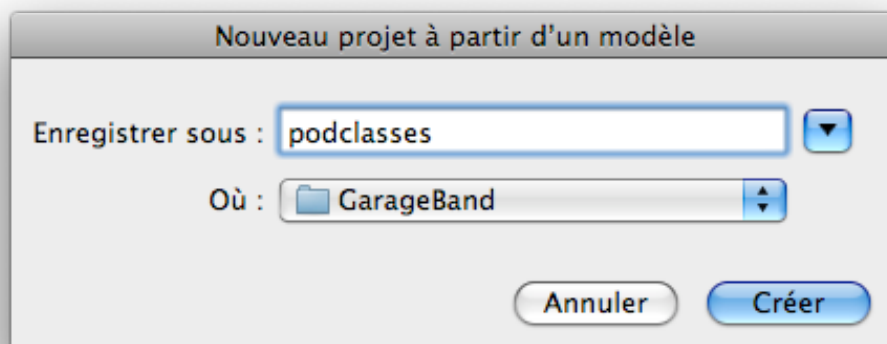 Nouveau projet à partir d’un modèle
Enregistrer sous : podclasses
Où : GarageBand
Annuler Créer